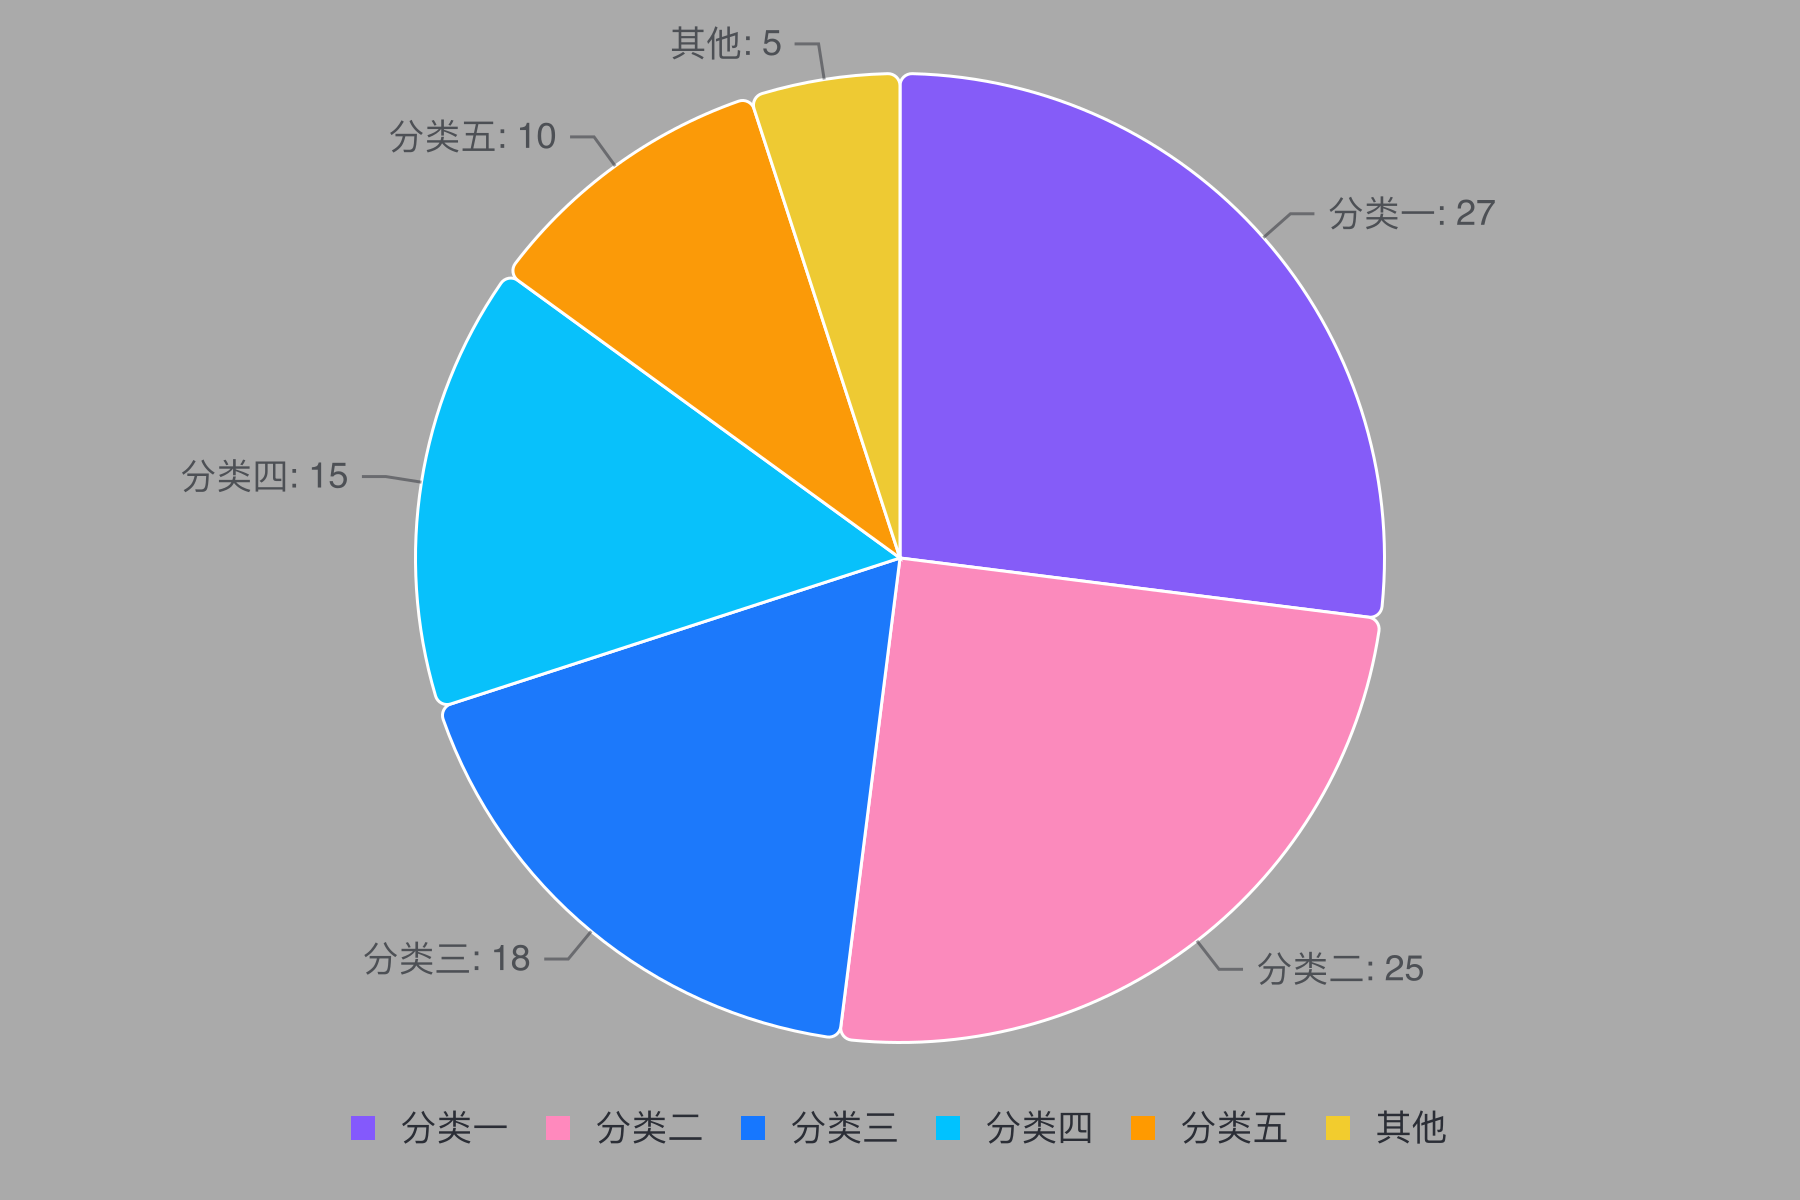 其他: 5
分类五: 10
分类一: 27
分类四: 15
分类三: 18
分类二: 25
分类一 分类二 分类三 分类四 分类五 其他